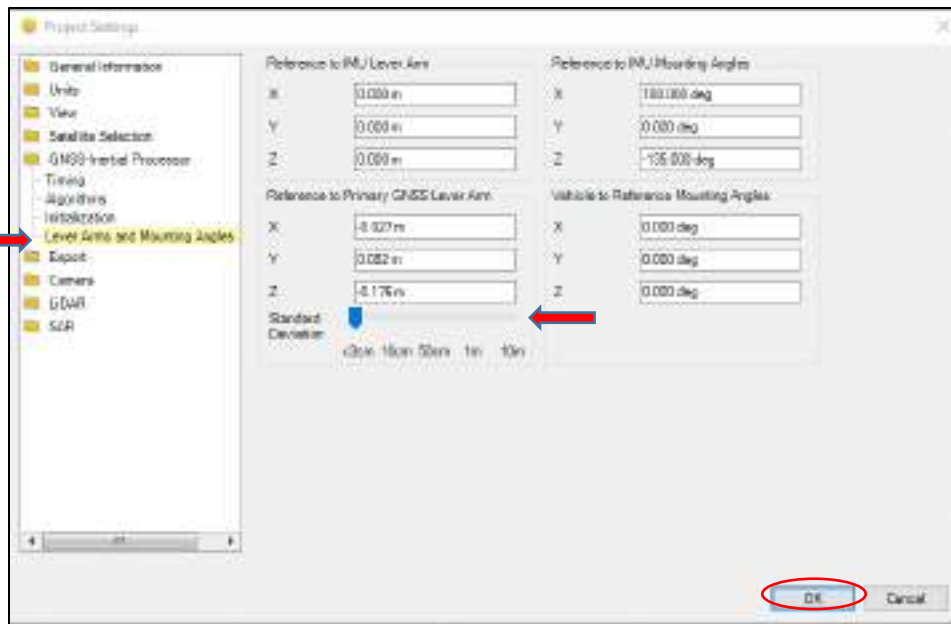 Project Settings
General Information
Units
View
Satellite Selection
GNSS-Inertial Processor
Timing
Algorithms
Initialization
Lever Arms and Mounting Angles
Export
Camera
LiDAR
SAR
Reference to IMU Lever Arm
X 0.000 m
Y 0.000 m
Z 0.000 m
Reference to IMU Mounting Angles
X 180.000 deg
Y 0.000 deg
Z -135.000 deg
Reference to Primary GNSS Lever Arm
X -0.027 m
Y 0.082 m
Z -0.176 m
Standard
Deviation
<3cm 10cm 50cm 1m 10m
Vehicle to Reference Mounting Angles
X 0.000 deg
Y 0.000 deg
Z 0.000 deg
OK Cancel